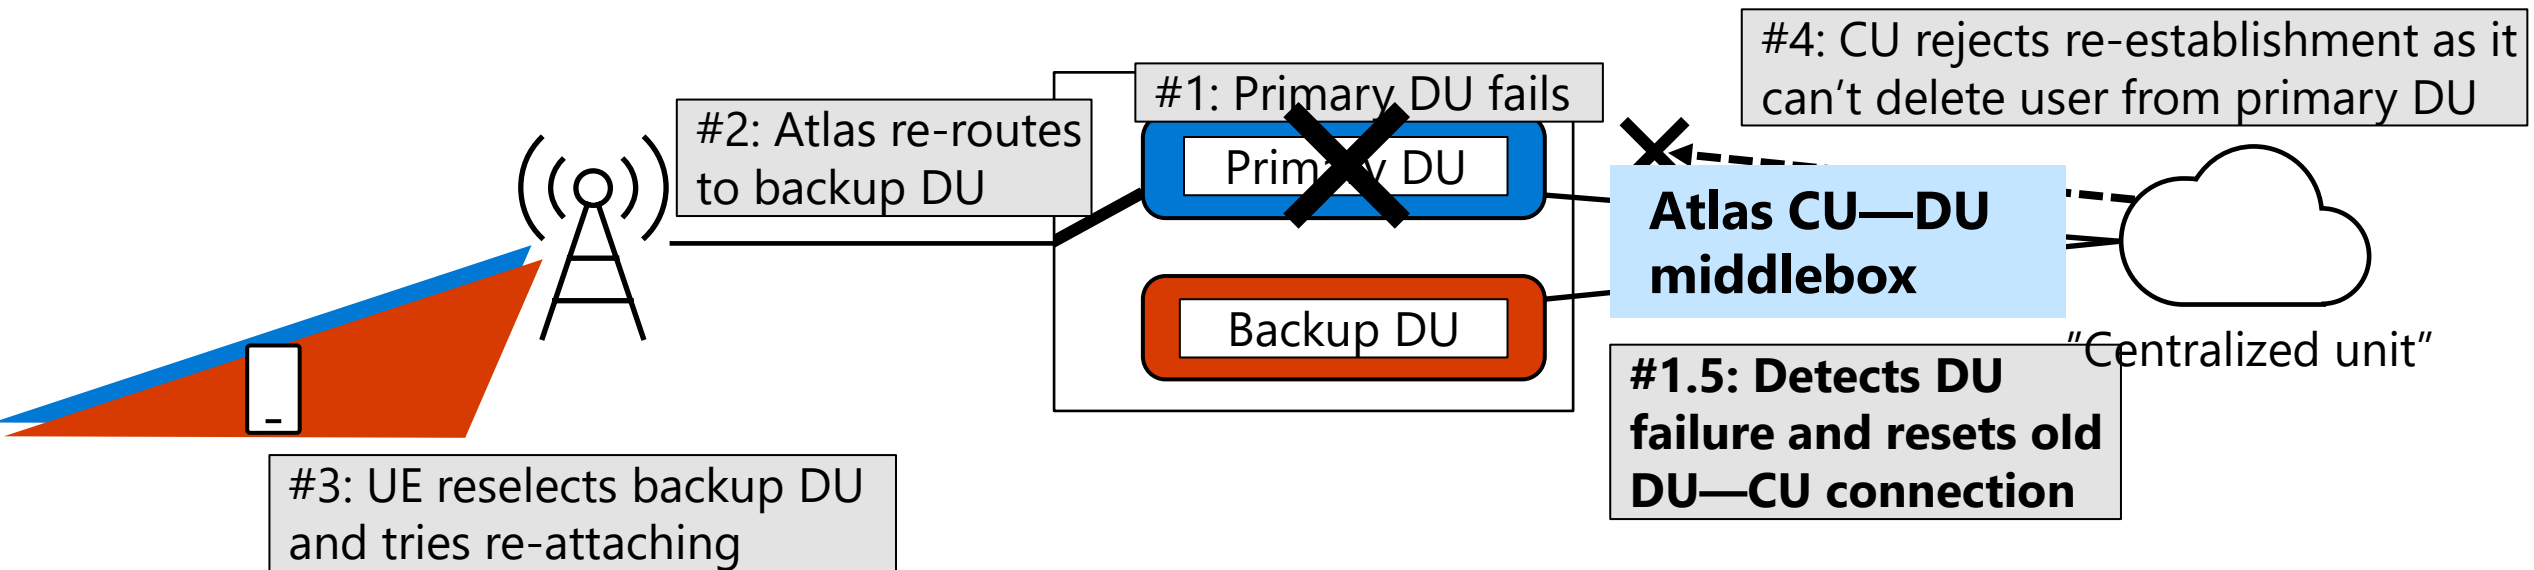 #4: CU rejects re-establishment as it
can't delete user from primary DU
#1: Primary DU fails
#2: Atlas re-routes
to backup DU
Primary DU
Atlas CU—DU
middlebox
Backup DU
"Centralized unit"
#1.5: Detects DU
failure and resets old
DU—CU connection
#3: UE reselects backup DU
and tries re-attaching